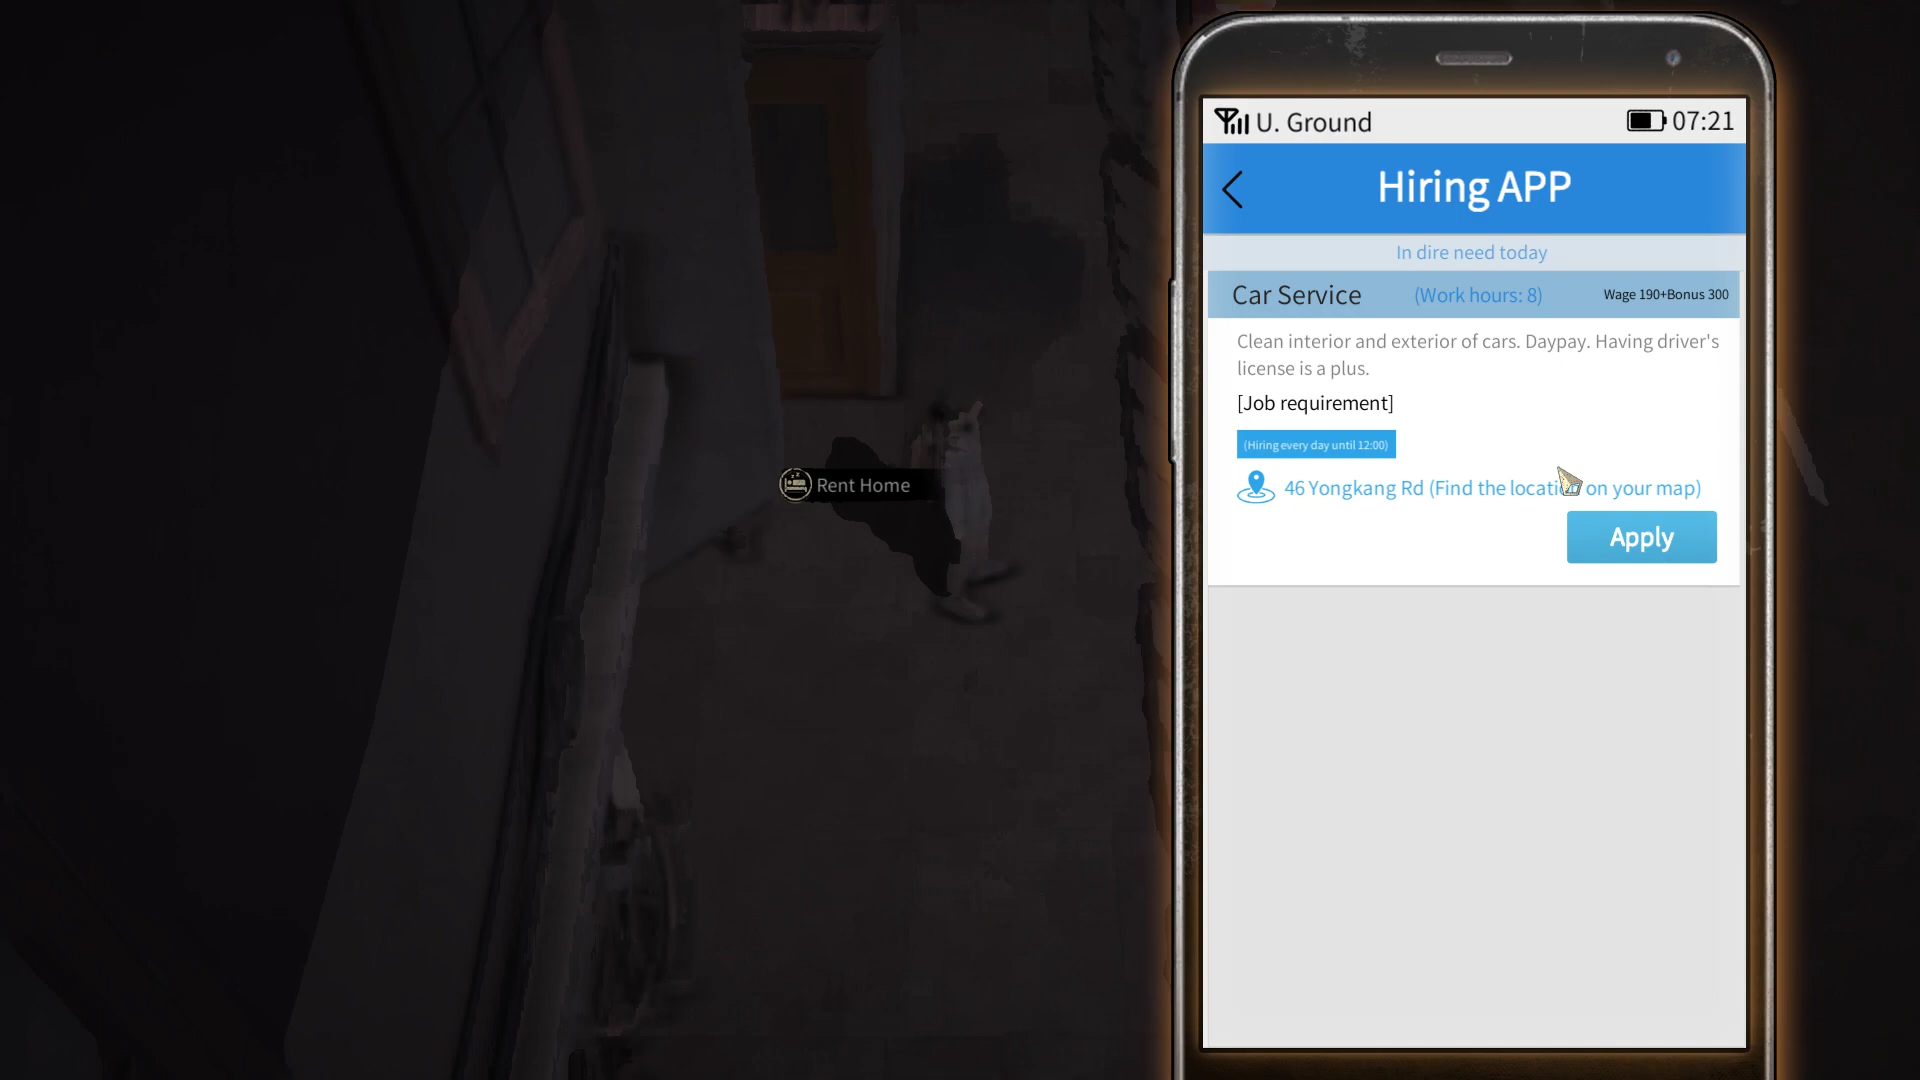 U. Ground
07:21
Hiring APP
In dire need today
Car Service (Work hours: 8) Wage 190+Bonus 300
Clean interior and exterior of cars. Daypay. Having driver's
license is a plus.
[Job requirement]
(Hiring every day until 12:00)
46 Yongkang Rd (Find the location on your map)
Apply
Rent Home